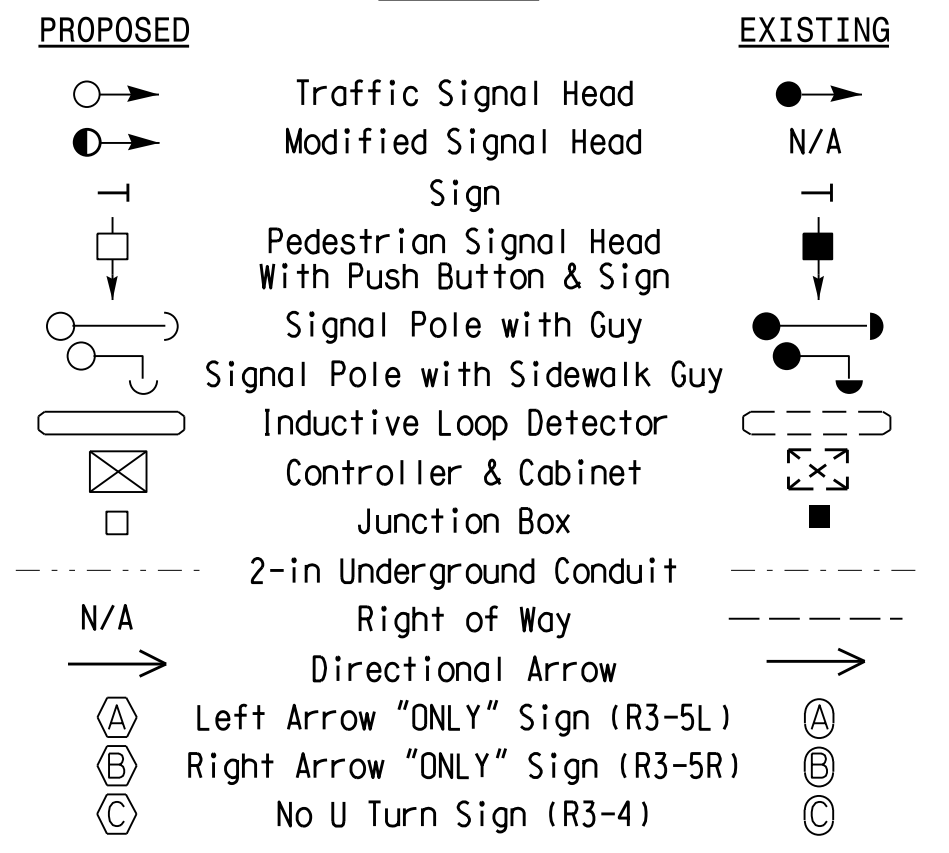 PROPOSED EXISTING
Traffic Signal Head
Modified Signal Head N/A
Sign
Pedestrian Signal Head
With Push Button & Sign
Signal Pole with Guy
Signal Pole with Sidewalk Guy
Inductive Loop Detector
Controller & Cabinet
Junction Box
2-in Underground Conduit
N/A Right of Way
Directional Arrow
A Left Arrow "ONLY" Sign (R3-5L) A
B Right Arrow "ONLY" Sign (R3-5R) B
C No U Turn Sign (R3-4) C